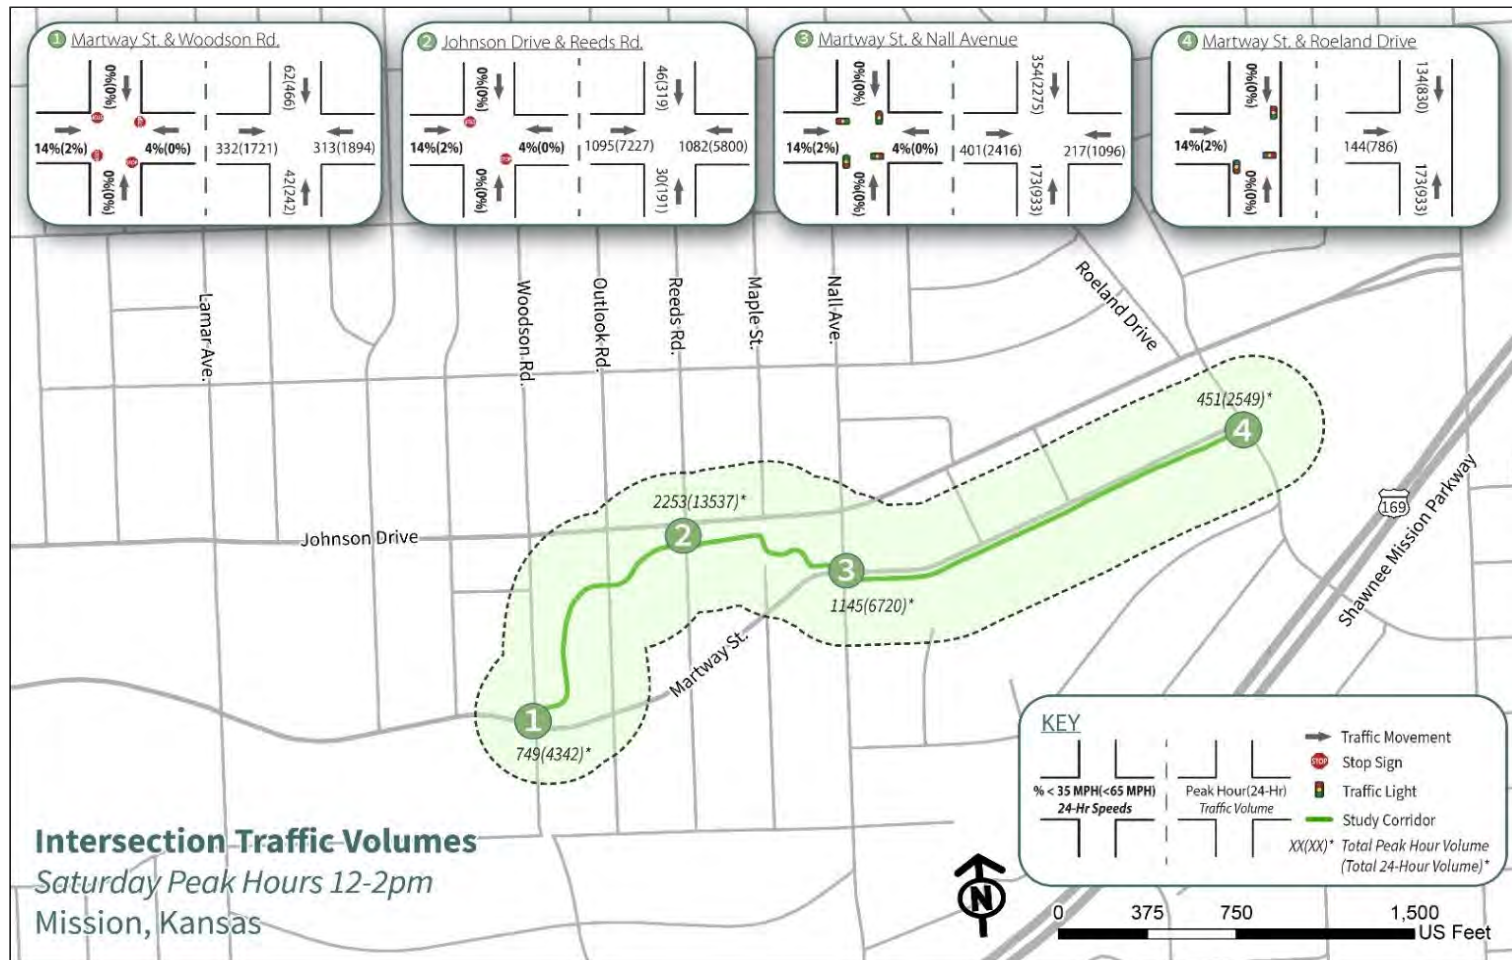 1 Martway St. & Woodson Rd.
0%(0%)
14%(2%)
4%(0%)
0%(0%)
62(466)
332(1721)
313(1894)
42(242)
2 Johnson Drive & Reeds Rd.
0%(0%)
STOP
14%(2%)
4%(0%)
STOP
0%(0%)
46(319)
1095(7227)
1082(5800)
30(191)
3 Martway St. & Nall Avenue
0%(0%)
14%(2%)
4%(0%)
0%(0%)
354(2275)
401(2416)
217(1096)
173(933)
4 Martway St. & Roeland Drive
0%(0%)
14%(2%)
0%(0%)
134(830)
144(786)
173(933)
Lamar Ave.
Woodson Rd.
Outlook Rd.
Reeds Rd.
Maple St.
Nall Ave.
Roeland Drive
451(2549)*
4
2253(13537)*
Johnson Drive
2
3
1145(6720)*
169
Shawnee Mission Parkway
Martway St.
1
749(4342)*
KEY
% < 35 MPH(<65 MPH)
24-Hr Speeds
Peak Hour(24-Hr)
Traffic Volume
Traffic Movement
STOP Stop Sign
Traffic Light
Study Corridor
XX(XX)* Total Peak Hour Volume
(Total 24-Hour Volume)*
Intersection Traffic Volumes
Saturday Peak Hours 12-2pm
Mission, Kansas
N
0 375 750 1,500
US Feet